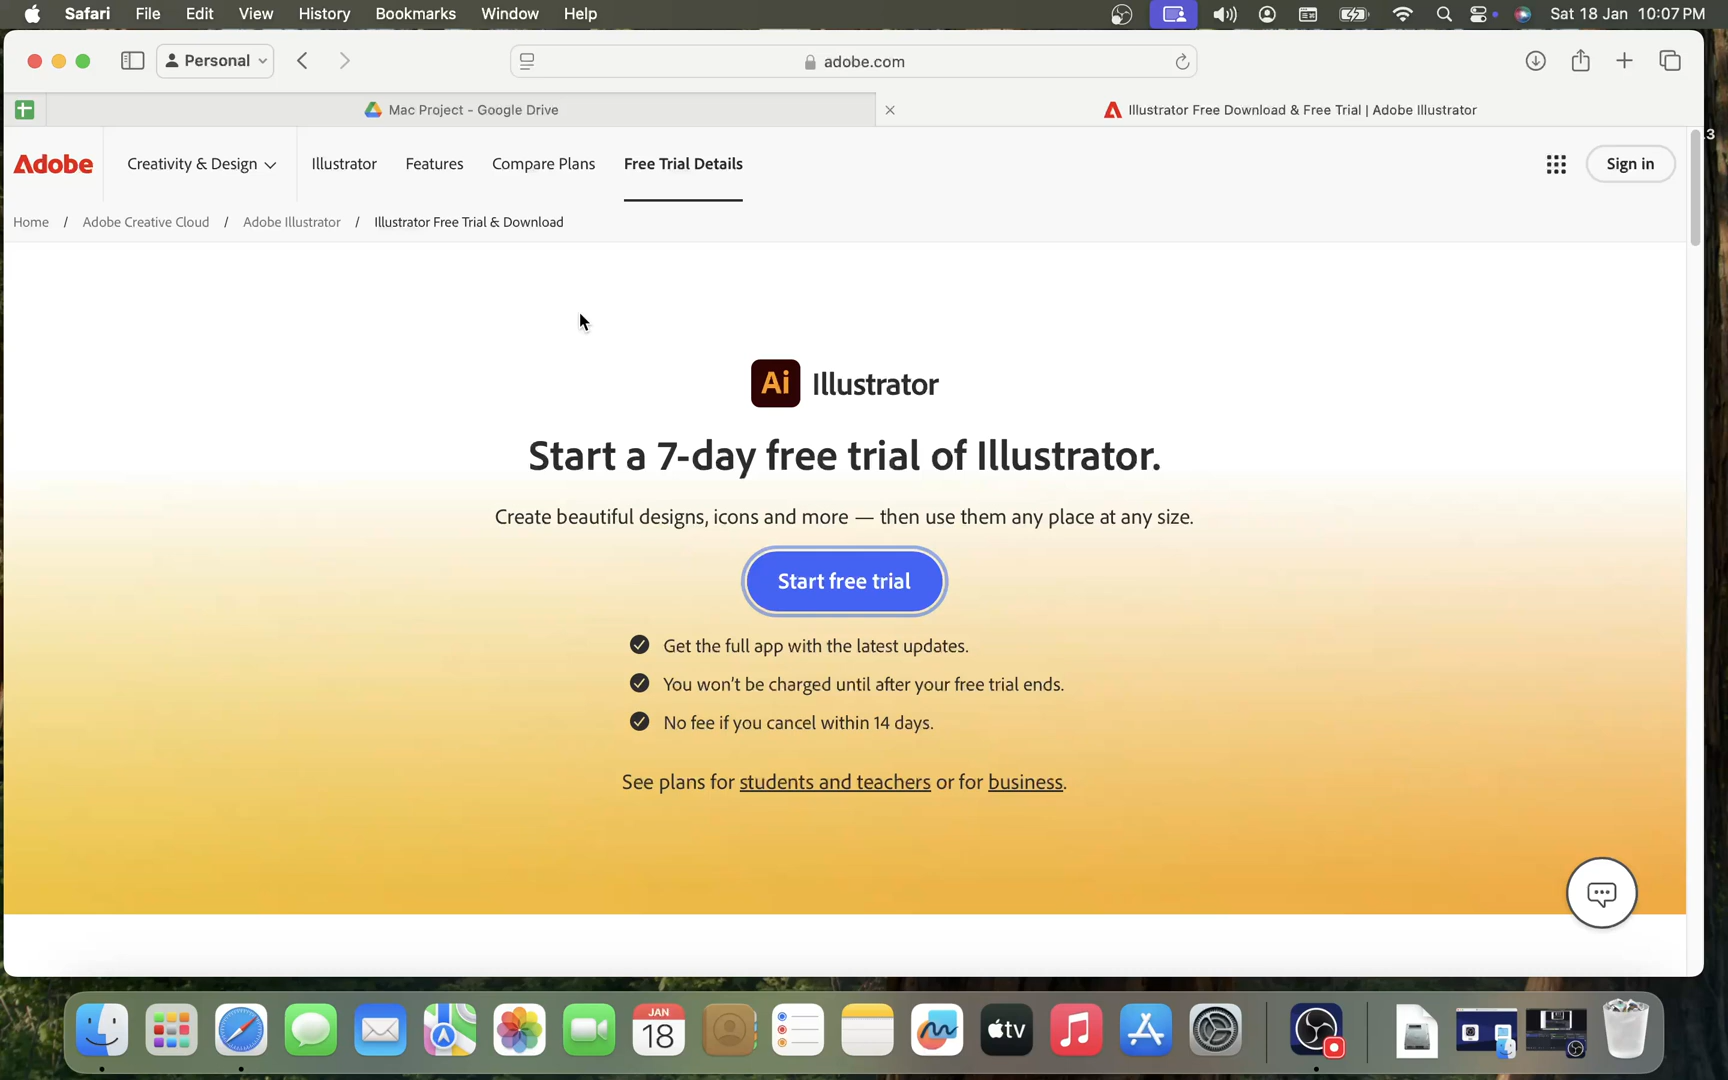 Safari File Edit View History Bookmarks Window Help Sat 18 Jan 10:07 PM
Personal adobe.com
Mac Project - Google Drive Illustrator Free Download & Free Trial | Adobe Illustrator
.3
Adobe Creativity & Design Illustrator Features Compare Plans Free Trial Details Sign in
Home / Adobe Creative Cloud / Adobe Illustrator / Illustrator Free Trial & Download
Ai Illustrator
Start a 7-day free trial of Illustrator.
Create beautiful designs, icons and more — then use them any place at any size.
Start free trial
Get the full app with the latest updates.
You won't be charged until after your free trial ends.
No fee if you cancel within 14 days.
See plans for students and teachers or for business.
JAN
18
tv